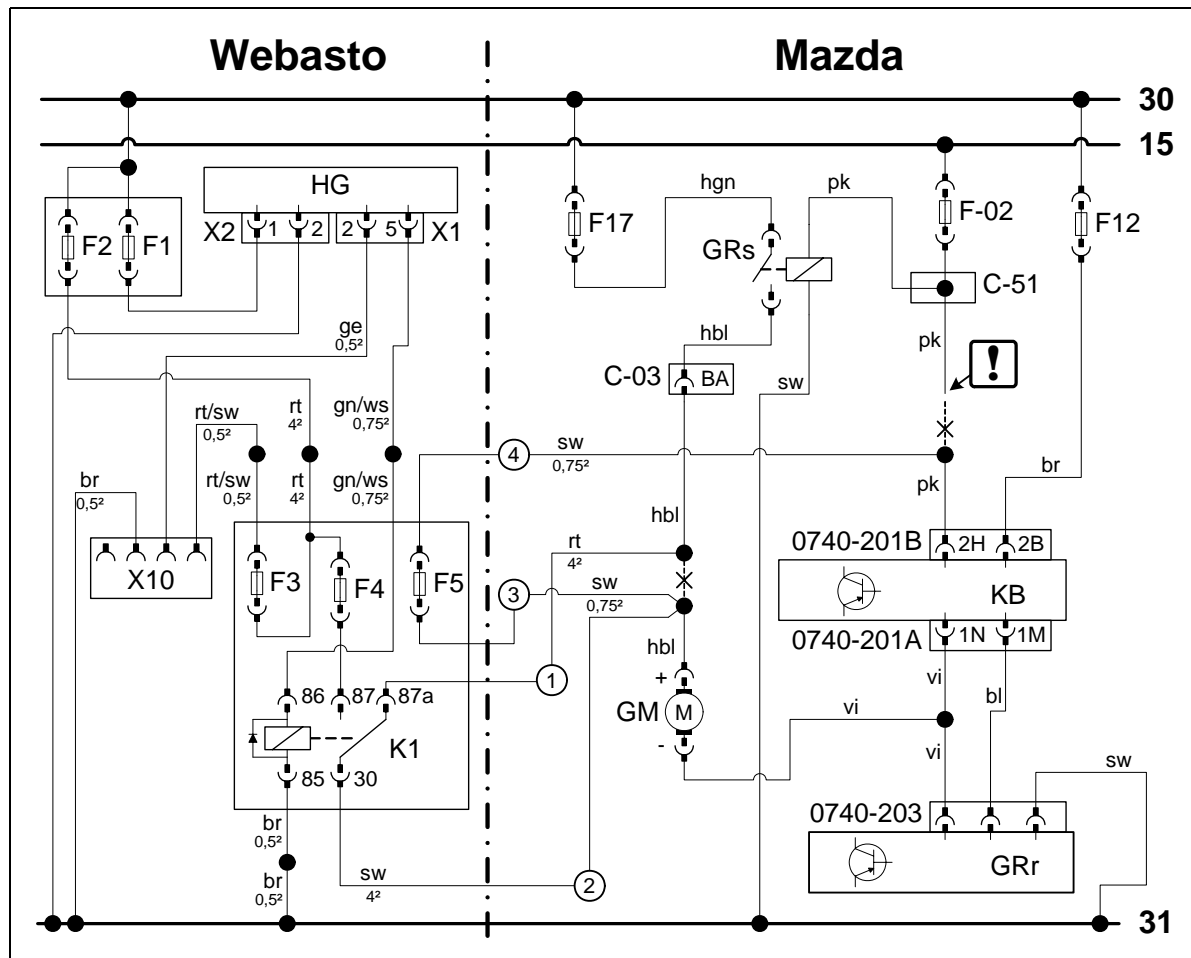 Webasto
Mazda
30
15
HG
hgn
pk
F2
F1
X2
1
2
2
5
X1
F17
GRs
F-02
F12
C-51
ge
0,5²
hbl
pk
!
C-03
BA
sw
rt/sw
0,5²
rt
4²
gn/ws
0,75²
4
sw
0,75²
br
0,5²
rt/sw
0,5²
rt
4²
gn/ws
0,75²
pk
br
hbl
0740-201B
2H
2B
X10
F3
F4
F5
rt
4²
3
sw
0,75²
KB
0740-201A
1N
1M
hbl
vi
bl
86
87
87a
1
+
GM
M
-
vi
K1
85
30
vi
sw
0740-203
br
0,5²
GRr
br
0,5²
sw
4²
2
31